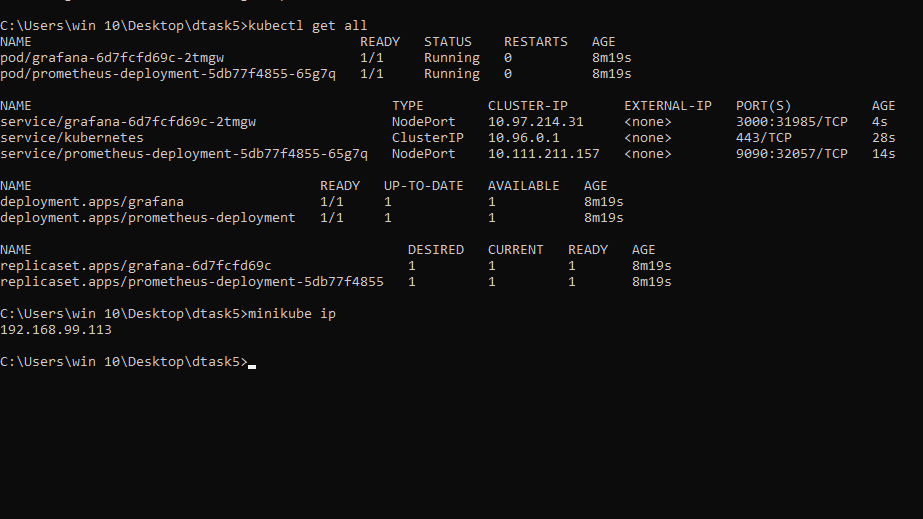 C:\Users\win 10\Desktop\dtask5>kubectl get all
NAME READY STATUS RESTARTS AGE
pod/grafana-6d7fcfd69c-2tmgw 1/1 Running 0 8m19s
pod/prometheus-deployment-5db77f4855-65g7q 1/1 Running 0 8m19s
NAME TYPE CLUSTER-IP EXTERNAL-IP PORT(S) AGE
service/grafana-6d7fcfd69c-2tmgw NodePort 10.97.214.31 <none> 3000:31985/TCP 4s
service/kubernetes ClusterIP 10.96.0.1 <none> 443/TCP 28s
service/prometheus-deployment-5db77f4855-65g7q NodePort 10.111.211.157 <none> 9090:32057/TCP 14s
NAME READY UP-TO-DATE AVAILABLE AGE
deployment.apps/grafana 1/1 1 1 8m19s
deployment.apps/prometheus-deployment 1/1 1 1 8m19s
NAME DESIRED CURRENT READY AGE
replicaset.apps/grafana-6d7fcfd69c 1 1 1 8m19s
replicaset.apps/prometheus-deployment-5db77f4855 1 1 1 8m19s
C:\Users\win 10\Desktop\dtask5>minikube ip
192.168.99.113
C:\Users\win 10\Desktop\dtask5>